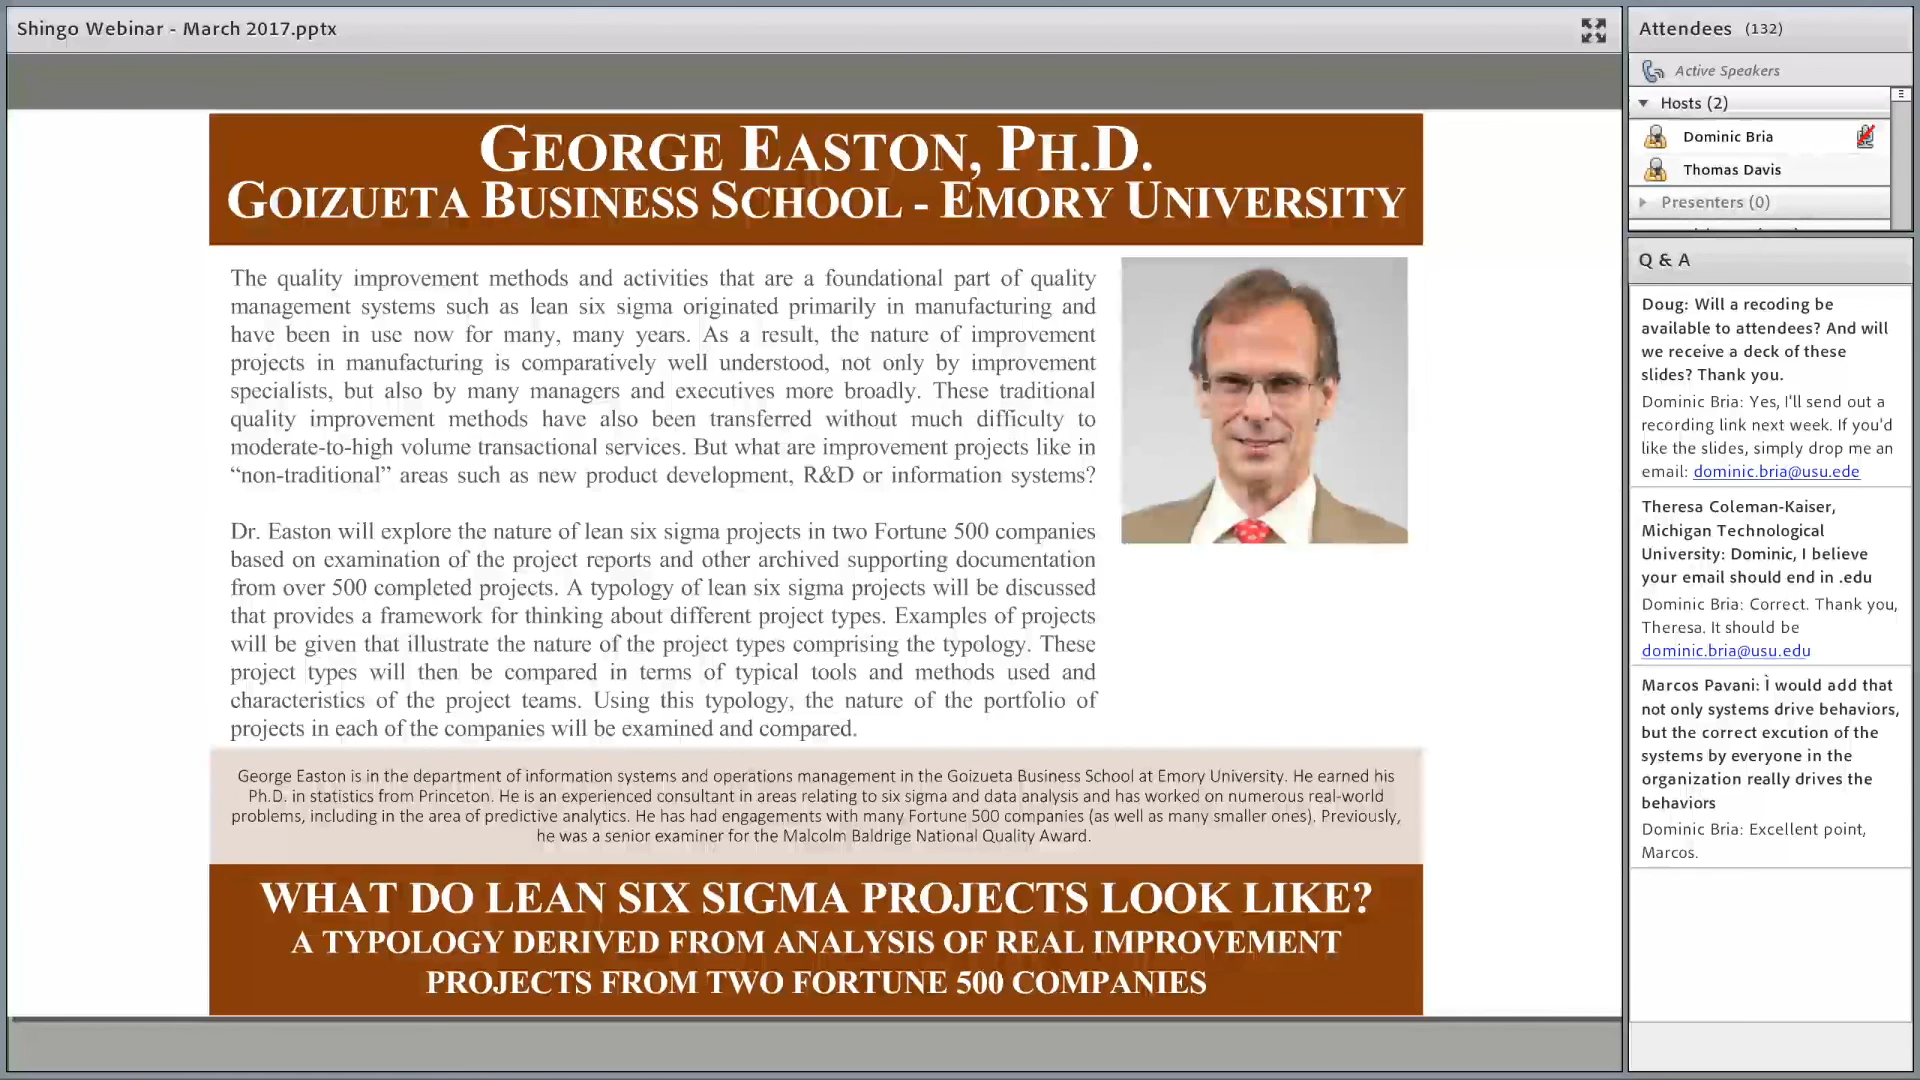 Shingo Webinar - March 2017.pptx
GEORGE EASTON, PH.D.
GOIZUETA BUSINESS SCHOOL - EMORY UNIVERSITY
The quality improvement methods and activities that are a foundational part of quality
management systems such as lean six sigma originated primarily in manufacturing and
have been in use now for many, many years. As a result, the nature of improvement
projects in manufacturing is comparatively well understood, not only by improvement
specialists, but also by many managers and executives more broadly. These traditional
quality improvement methods have also been transferred without much difficulty to
moderate-to-high volume transactional services. But what are improvement projects like in
“non-traditional” areas such as new product development, R&D or information systems?
Dr. Easton will explore the nature of lean six sigma projects in two Fortune 500 companies
based on examination of the project reports and other archived supporting documentation
from over 500 completed projects. A typology of lean six sigma projects will be discussed
that provides a framework for thinking about different project types. Examples of projects
will be given that illustrate the nature of the project types comprising the typology. These
project types will then be compared in terms of typical tools and methods used and
characteristics of the project teams. Using this typology, the nature of the portfolio of
projects in each of the companies will be examined and compared.
George Easton is in the department of information systems and operations management in the Goizueta Business School at Emory University. He earned his
Ph.D. in statistics from Princeton. He is an experienced consultant in areas relating to six sigma and data analysis and has worked on numerous real-world
problems, including in the area of predictive analytics. He has had engagements with many Fortune 500 companies (as well as many smaller ones). Previously,
he was a senior examiner for the Malcolm Baldrige National Quality Award.
WHAT DO LEAN SIX SIGMA PROJECTS LOOK LIKE?
A TYPOLOGY DERIVED FROM ANALYSIS OF REAL IMPROVEMENT
PROJECTS FROM TWO FORTUNE 500 COMPANIES
Attendees (132)
Active Speakers
Hosts (2)
Dominic Bria
Thomas Davis
Presenters (0)
Q & A
Doug: Will a recoding be
available to attendees? And will
we receive a deck of these
slides? Thank you.
Dominic Bria: Yes, I'll send out a
recording link next week. If you'd
like the slides, simply drop me an
email: dominic.bria@usu.ede
Theresa Coleman-Kaiser,
Michigan Technological
University: Dominic, I believe
your email should end in .edu
Dominic Bria: Correct. Thank you,
Theresa. It should be
dominic.bria@usu.edu
Marcos Pavani: Ì would add that
not only systems drive behaviors,
but the correct excution of the
systems by everyone in the
organization really drives the
behaviors
Dominic Bria: Excellent point,
Marcos.